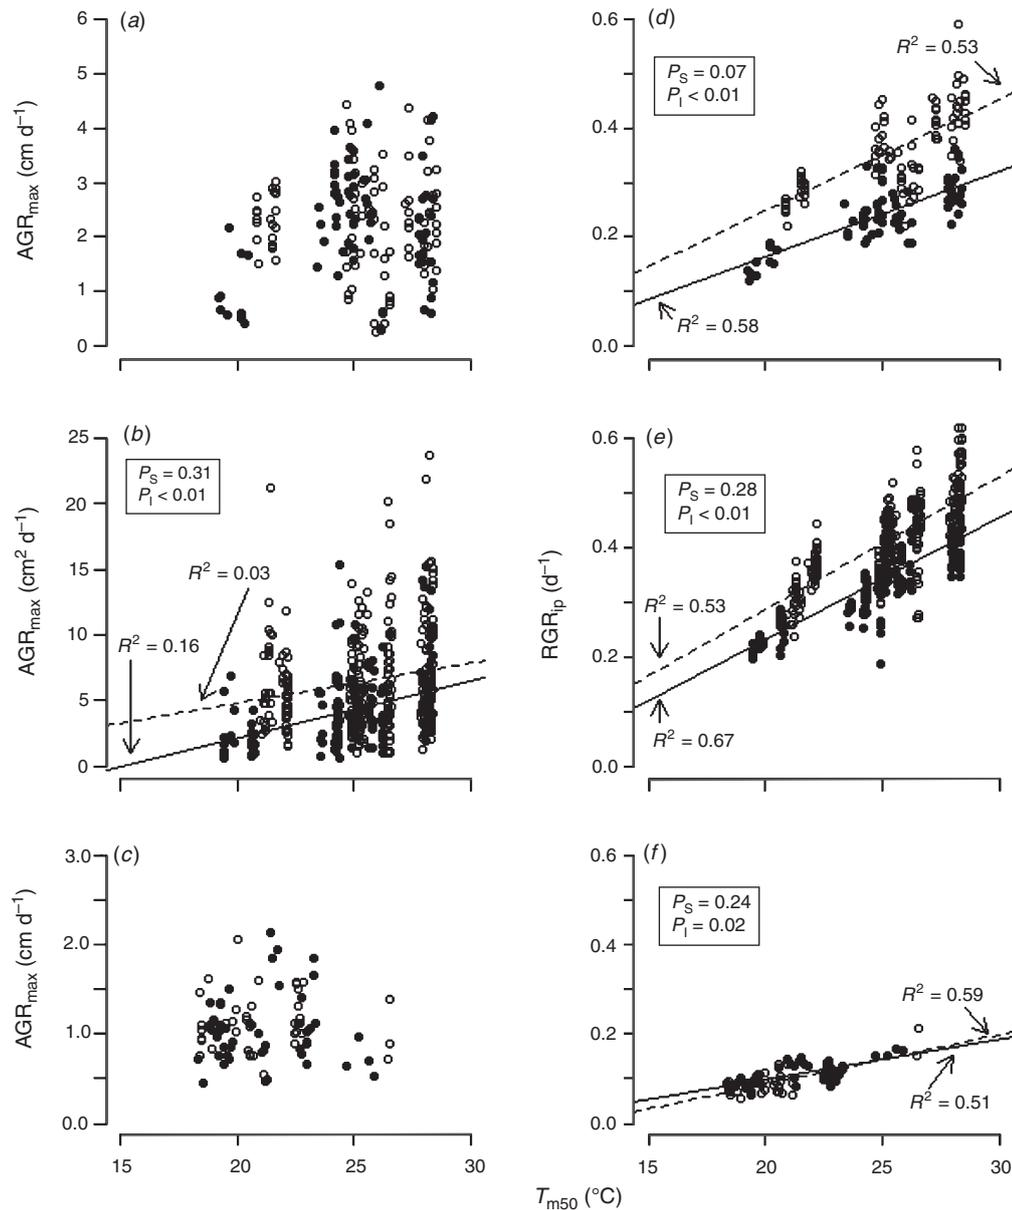 (a)
6
5
4
3
2
1
0
AGRmax (cm d–1)
(d)
0.6
0.4
0.2
0.0
PS = 0.07
PI < 0.01
R2 = 0.53
R2 = 0.58
(b)
25
20
15
10
5
0
AGRmax (cm2 d–1)
PS = 0.31
PI < 0.01
R2 = 0.03
R2 = 0.16
(e)
0.6
0.4
0.2
0.0
RGRip (d–1)
PS = 0.28
PI < 0.01
R2 = 0.53
R2 = 0.67
(c)
3.0
2.0
1.0
0.0
AGRmax (cm d–1)
15 20 25 30
(f)
0.6
0.4
0.2
0.0
PS = 0.24
PI = 0.02
R2 = 0.59
R2 = 0.51
15 20 25 30
Tm50 (°C)